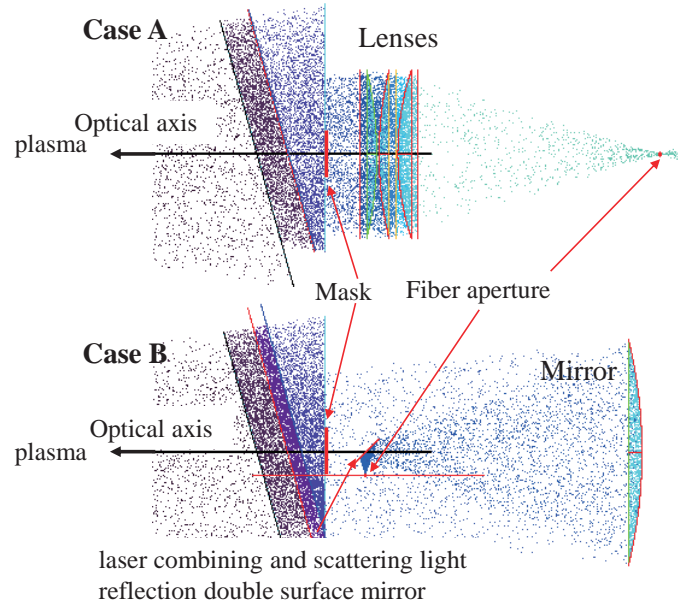 Case A
Lenses
Optical axis
plasma
Mask
Fiber aperture
Case B
Mirror
Optical axis
plasma
laser combining and scattering light
reflection double surface mirror